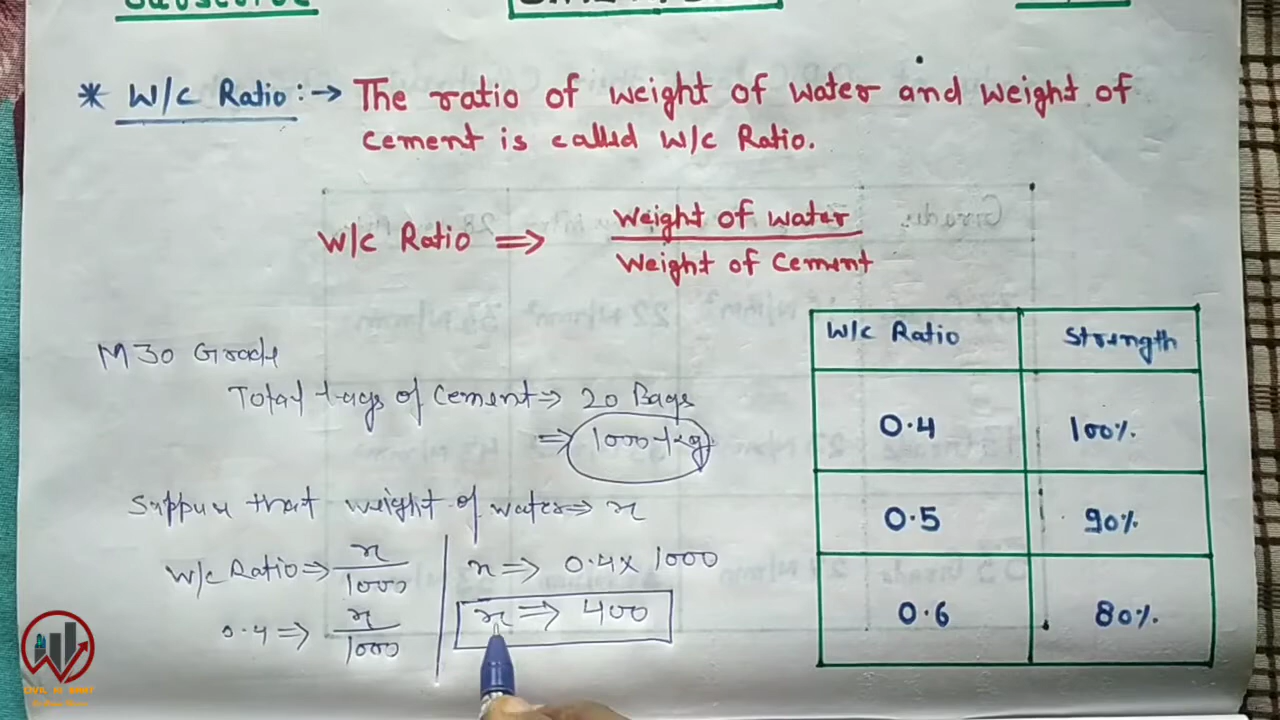 Subscribe
* W/c Ratio :→ The ratio of weight of water and weight of
cement is called W/c Ratio.
W/c Ratio ⇒ Weight of water
Weight of Cement
M30 Grade
Total bags of Cement ⇒ 20 Bags
⇒ 1000 kg
Suppose that weight of water ⇒ x
W/c Ratio ⇒ x
1000
0.4 ⇒ x
1000
x ⇒ 0.4 x 1000
x ⇒ 400
W/c Ratio Strength
0.4 100%
0.5 90%
0.6 80%